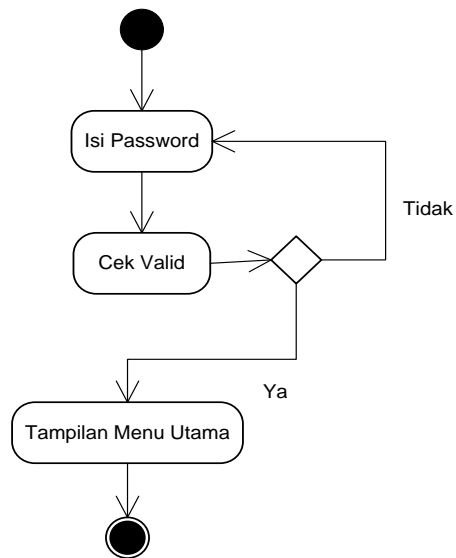 Isi Password
Tidak
Cek Valid
Ya
Tampilan Menu Utama